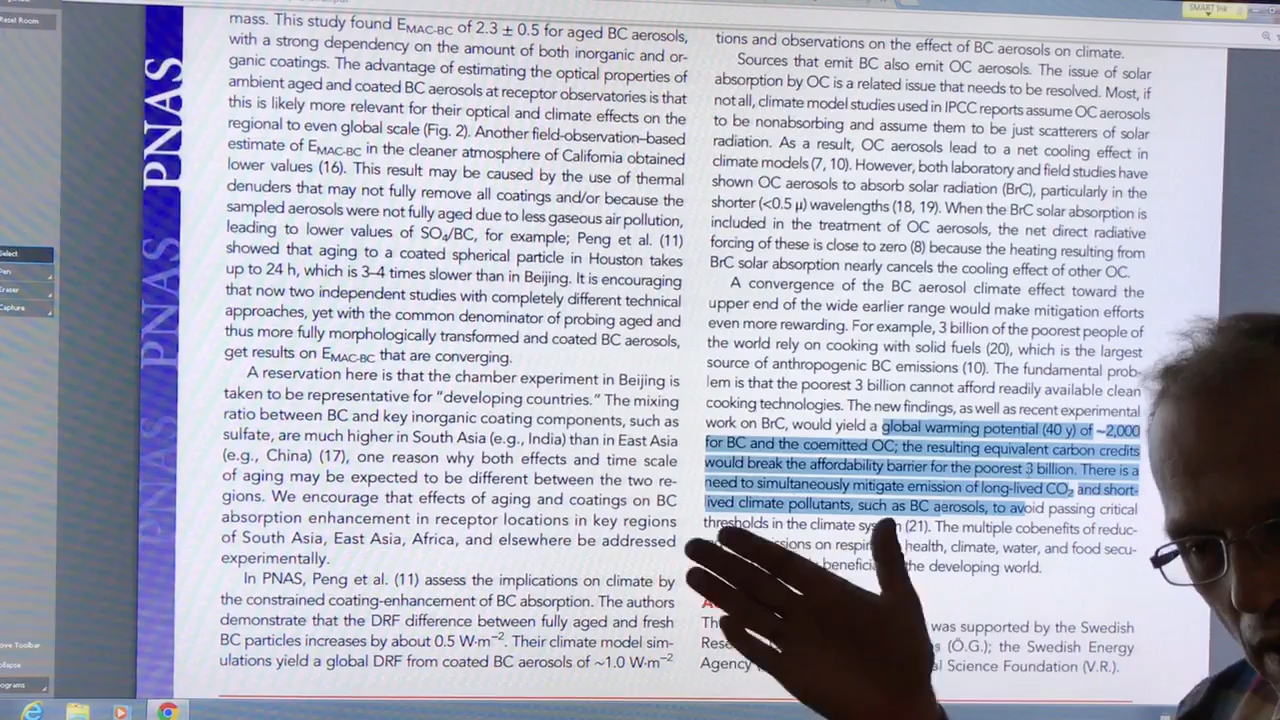 Reset Room
SMART Ink
Select
Pen
Eraser
Capture
ove Toolbar
ollapse
ograms
PNAS PNAS PNAS
mass. This study found EMAC-BC of 2.3 ± 0.5 for aged BC aerosols,
with a strong dependency on the amount of both inorganic and or-
ganic coatings. The advantage of estimating the optical properties of
ambient aged and coated BC aerosols at receptor observatories is that
this is likely more relevant for their optical and climate effects on the
regional to even global scale (Fig. 2). Another field-observation–based
estimate of EMAC-BC in the cleaner atmosphere of California obtained
lower values (16). This result may be caused by the use of thermal
denuders that may not fully remove all coatings and/or because the
sampled aerosols were not fully aged due to less gaseous air pollution,
leading to lower values of SO4/BC, for example; Peng et al. (11)
showed that aging to a coated spherical particle in Houston takes
up to 24 h, which is 3–4 times slower than in Beijing. It is encouraging
that now two independent studies with completely different technical
approaches, yet with the common denominator of probing aged and
thus more fully morphologically transformed and coated BC aerosols,
get results on EMAC-BC that are converging.
A reservation here is that the chamber experiment in Beijing is
taken to be representative for "developing countries." The mixing
ratio between BC and key inorganic coating components, such as
sulfate, are much higher in South Asia (e.g., India) than in East Asia
(e.g., China) (17), one reason why both effects and time scale
of aging may be expected to be different between the two re-
gions. We encourage that effects of aging and coatings on BC
absorption enhancement in receptor locations in key regions
of South Asia, East Asia, Africa, and elsewhere be addressed
experimentally.
In PNAS, Peng et al. (11) assess the implications on climate by
the constrained coating-enhancement of BC absorption. The authors
demonstrate that the DRF difference between fully aged and fresh
BC particles increases by about 0.5 W·m−2. Their climate model sim-
ulations yield a global DRF from coated BC aerosols of ~1.0 W·m−2
tions and observations on the effect of BC aerosols on climate.
Sources that emit BC also emit OC aerosols. The issue of solar
absorption by OC is a related issue that needs to be resolved. Most, if
not all, climate model studies used in IPCC reports assume OC aerosols
to be nonabsorbing and assume them to be just scatterers of solar
radiation. As a result, OC aerosols lead to a net cooling effect in
climate models (7, 10). However, both laboratory and field studies have
shown OC aerosols to absorb solar radiation (BrC), particularly in the
shorter (<0.5 μ) wavelengths (18, 19). When the BrC solar absorption is
included in the treatment of OC aerosols, the net direct radiative
forcing of these is close to zero (8) because the heating resulting from
BrC solar absorption nearly cancels the cooling effect of other OC.
A convergence of the BC aerosol climate effect toward the
upper end of the wide earlier range would make mitigation efforts
even more rewarding. For example, 3 billion of the poorest people of
the world rely on cooking with solid fuels (20), which is the largest
source of anthropogenic BC emissions (10). The fundamental prob-
lem is that the poorest 3 billion cannot afford readily available clean
cooking technologies. The new findings, as well as recent experimental
work on BrC, would yield a global warming potential (40 y) of ~2,000
for BC and the coemitted OC; the resulting equivalent carbon credits
would break the affordability barrier for the poorest 3 billion. There is a
need to simultaneously mitigate emission of long-lived CO2 and short-
lived climate pollutants, such as BC aerosols, to avoid passing critical
thresholds in the climate sys (21). The multiple cobenefits of reduc-
ssions on respir health, climate, water, and food secu-
benefici the developing world.
Th was supported by the Swedish
Rese s (Ö.G.); the Swedish Energy
Agency l Science Foundation (V.R.).